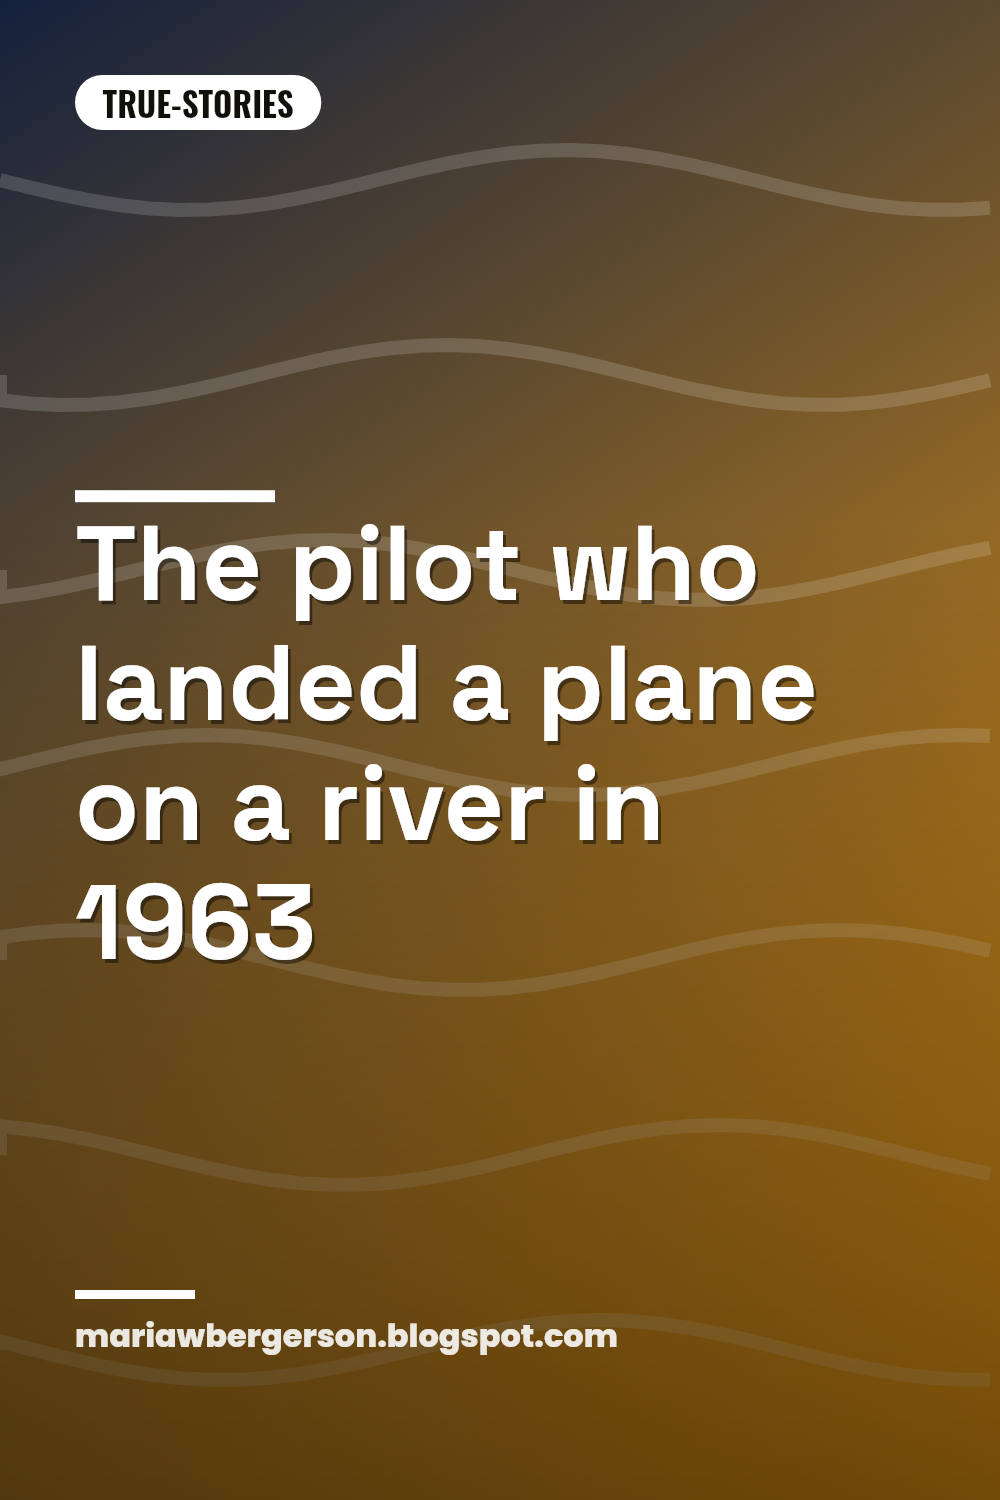 TRUE-STORIES
The pilot who
landed a plane
on a river in
1963
mariawbergerson.blogspot.com